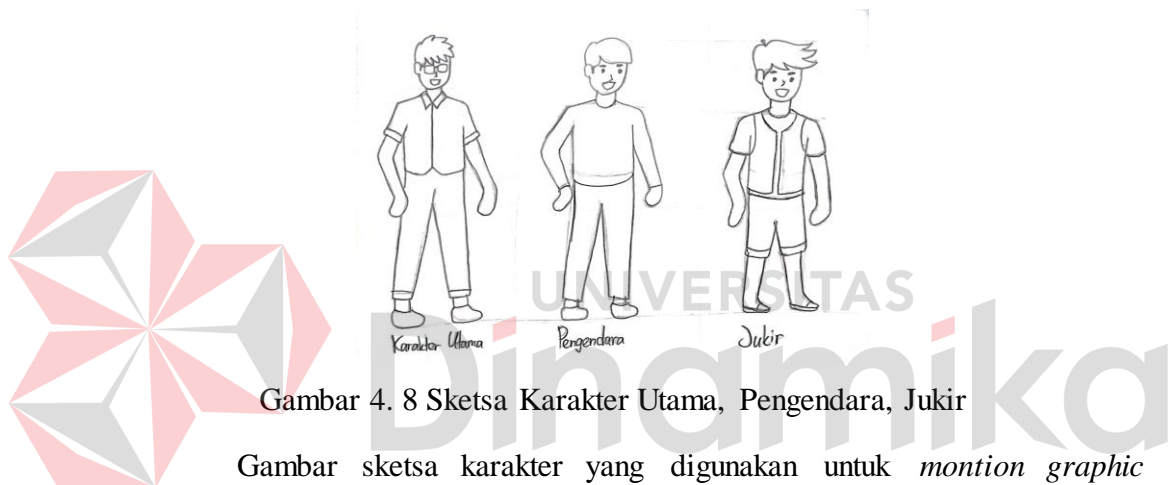 Karakter Utama Pengendara Jukir
UNIVERSITAS
Dinamika
Gambar 4. 8 Sketsa Karakter Utama, Pengendara, Jukir
Gambar sketsa karakter yang digunakan untuk montion graphic